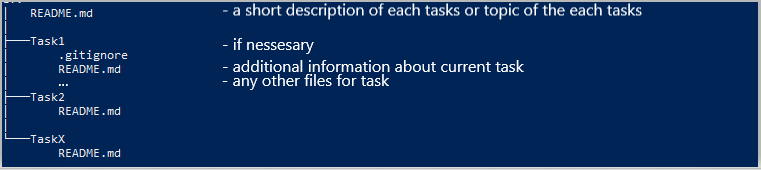 README.md - a short description of each tasks or topic of the each tasks
Task1 - if nessesary
.gitignore
README.md - additional information about current task
... - any other files for task
Task2
README.md
TaskX
README.md